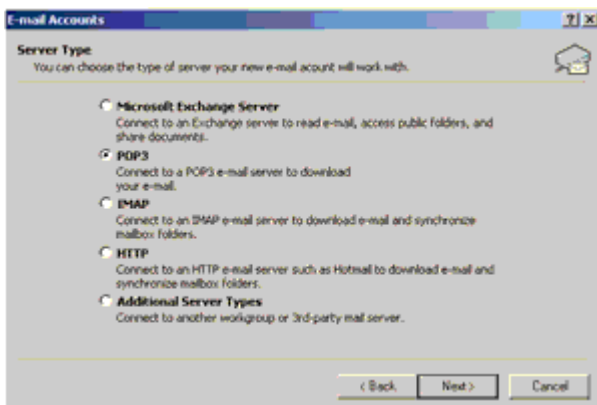 E-mail Accounts
Server Type
You can choose the type of server your new e-mail acount will work with.
Microsoft Exchange Server
Connect to an Exchange server to read e-mail, access public folders, and
share documents.
POP3
Connect to a POP3 e-mail server to download
your e-mail.
IMAP
Connect to an IMAP e-mail server to download e-mail and synchronize
mailbox folders.
HTTP
Connect to an HTTP e-mail server such as Hotmail to download e-mail and
synchronize mailbox folders.
Additional Server Types
Connect to another workgroup or 3rd-party mail server.
< Back
Next >
Cancel